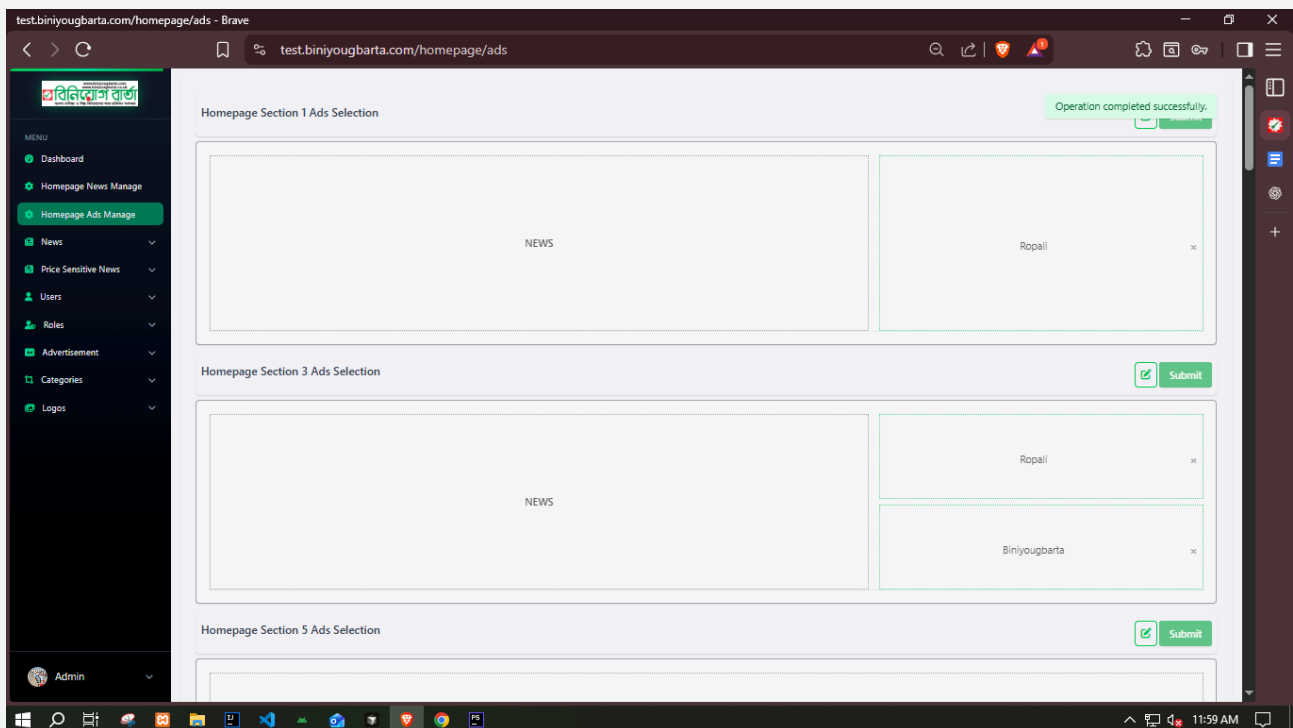 test.biniyougbarta.com/homepage/ads - Brave
test.biniyougbarta.com/homepage/ads
1
বিনিয়োগ বার্তা
MENU
Dashboard
Homepage News Manage
Homepage Ads Manage
News
Price Sensitive News
Users
Roles
Advertisement
Categories
Logos
Admin
Homepage Section 1 Ads Selection
Operation completed successfully.
Submit
NEWS
Ropali
×
Homepage Section 3 Ads Selection
Submit
NEWS
Ropali
×
Biniyougbarta
×
Homepage Section 5 Ads Selection
Submit
11:59 AM